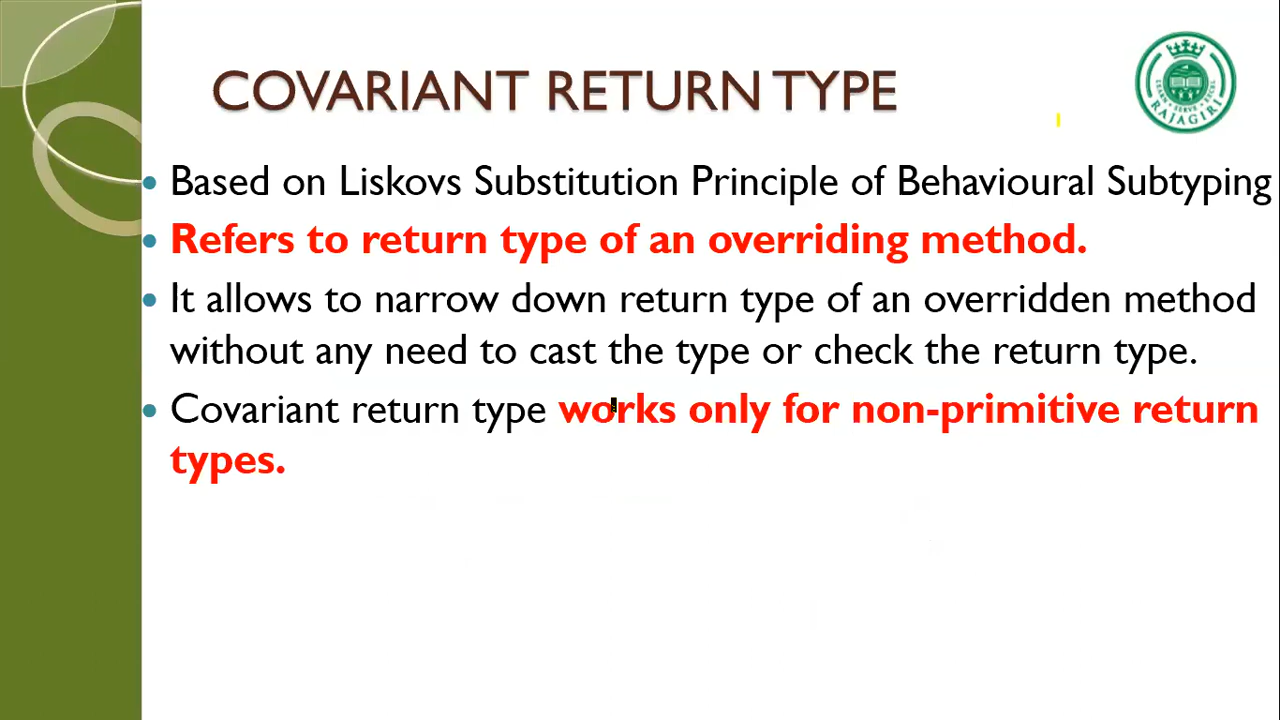 COVARIANT RETURN TYPE
RAJAGIRI
Based on Liskovs Substitution Principle of Behavioural Subtyping
Refers to return type of an overriding method.
It allows to narrow down return type of an overridden method
without any need to cast the type or check the return type.
Covariant return type works only for non-primitive return
types.